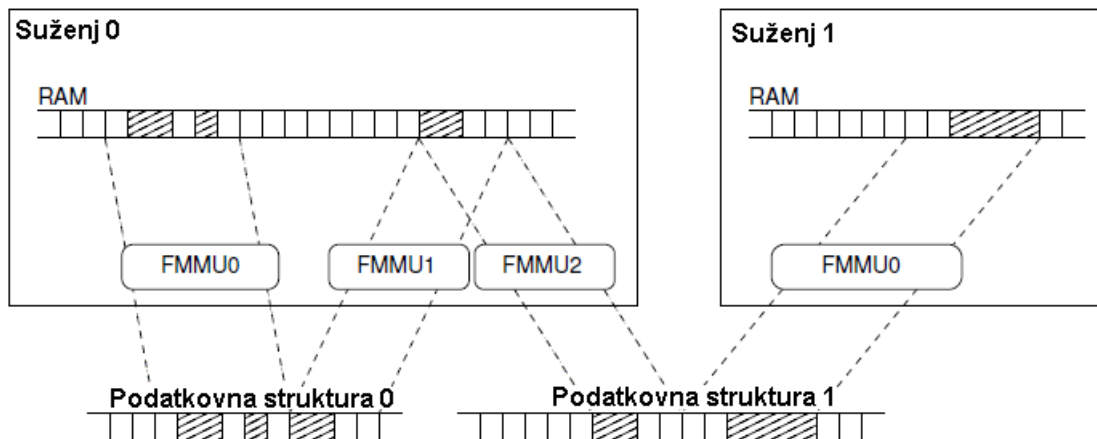 Suženj 0
RAM
FMMU0
FMMU1
FMMU2
Suženj 1
RAM
FMMU0
Podatkovna struktura 0
Podatkovna struktura 1